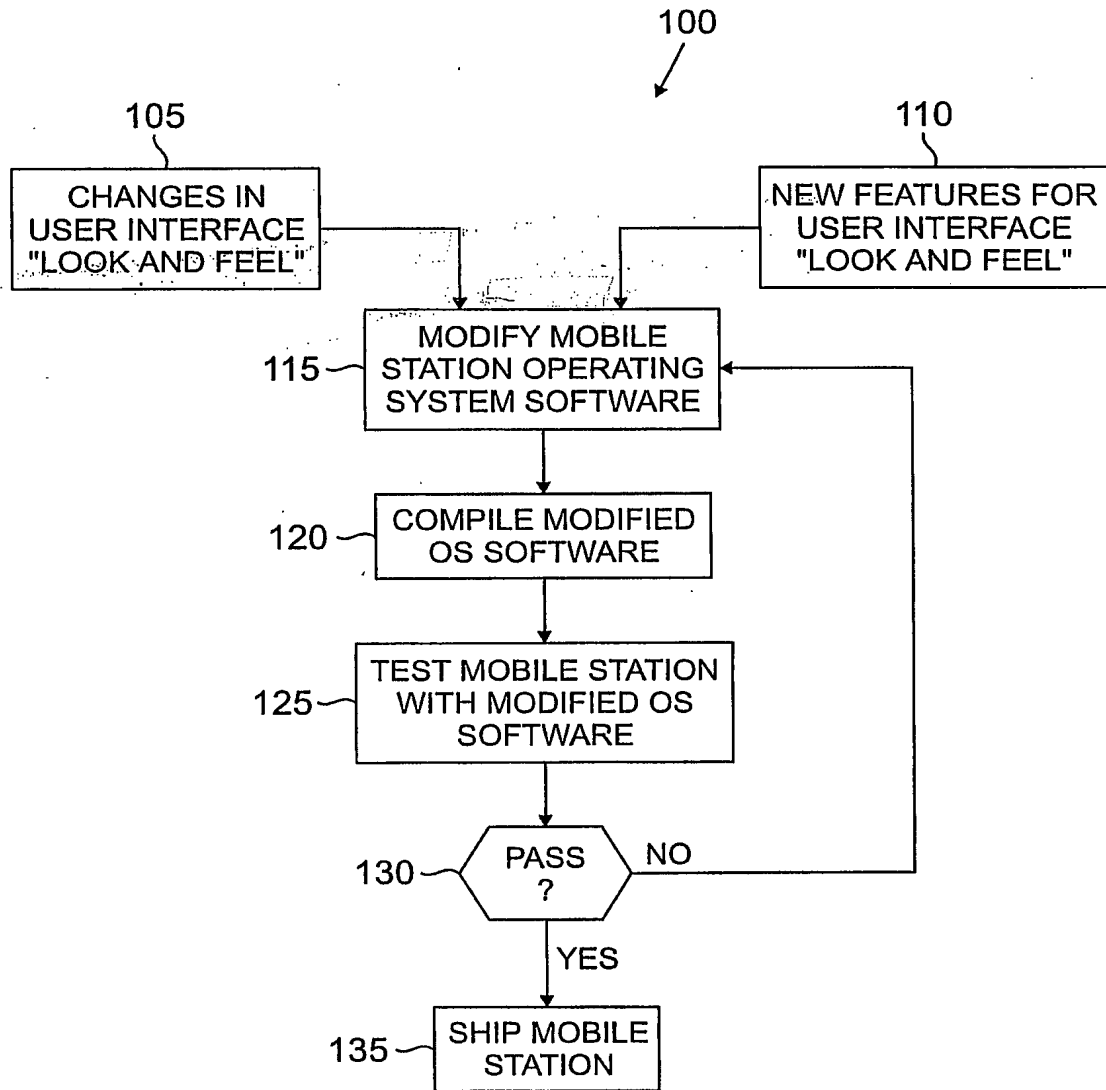 100
105
110
CHANGES IN
USER INTERFACE
"LOOK AND FEEL"
NEW FEATURES FOR
USER INTERFACE
"LOOK AND FEEL"
115
MODIFY MOBILE
STATION OPERATING
SYSTEM SOFTWARE
120
COMPILE MODIFIED
OS SOFTWARE
125
TEST MOBILE STATION
WITH MODIFIED OS
SOFTWARE
130
PASS
?
NO
YES
135
SHIP MOBILE
STATION